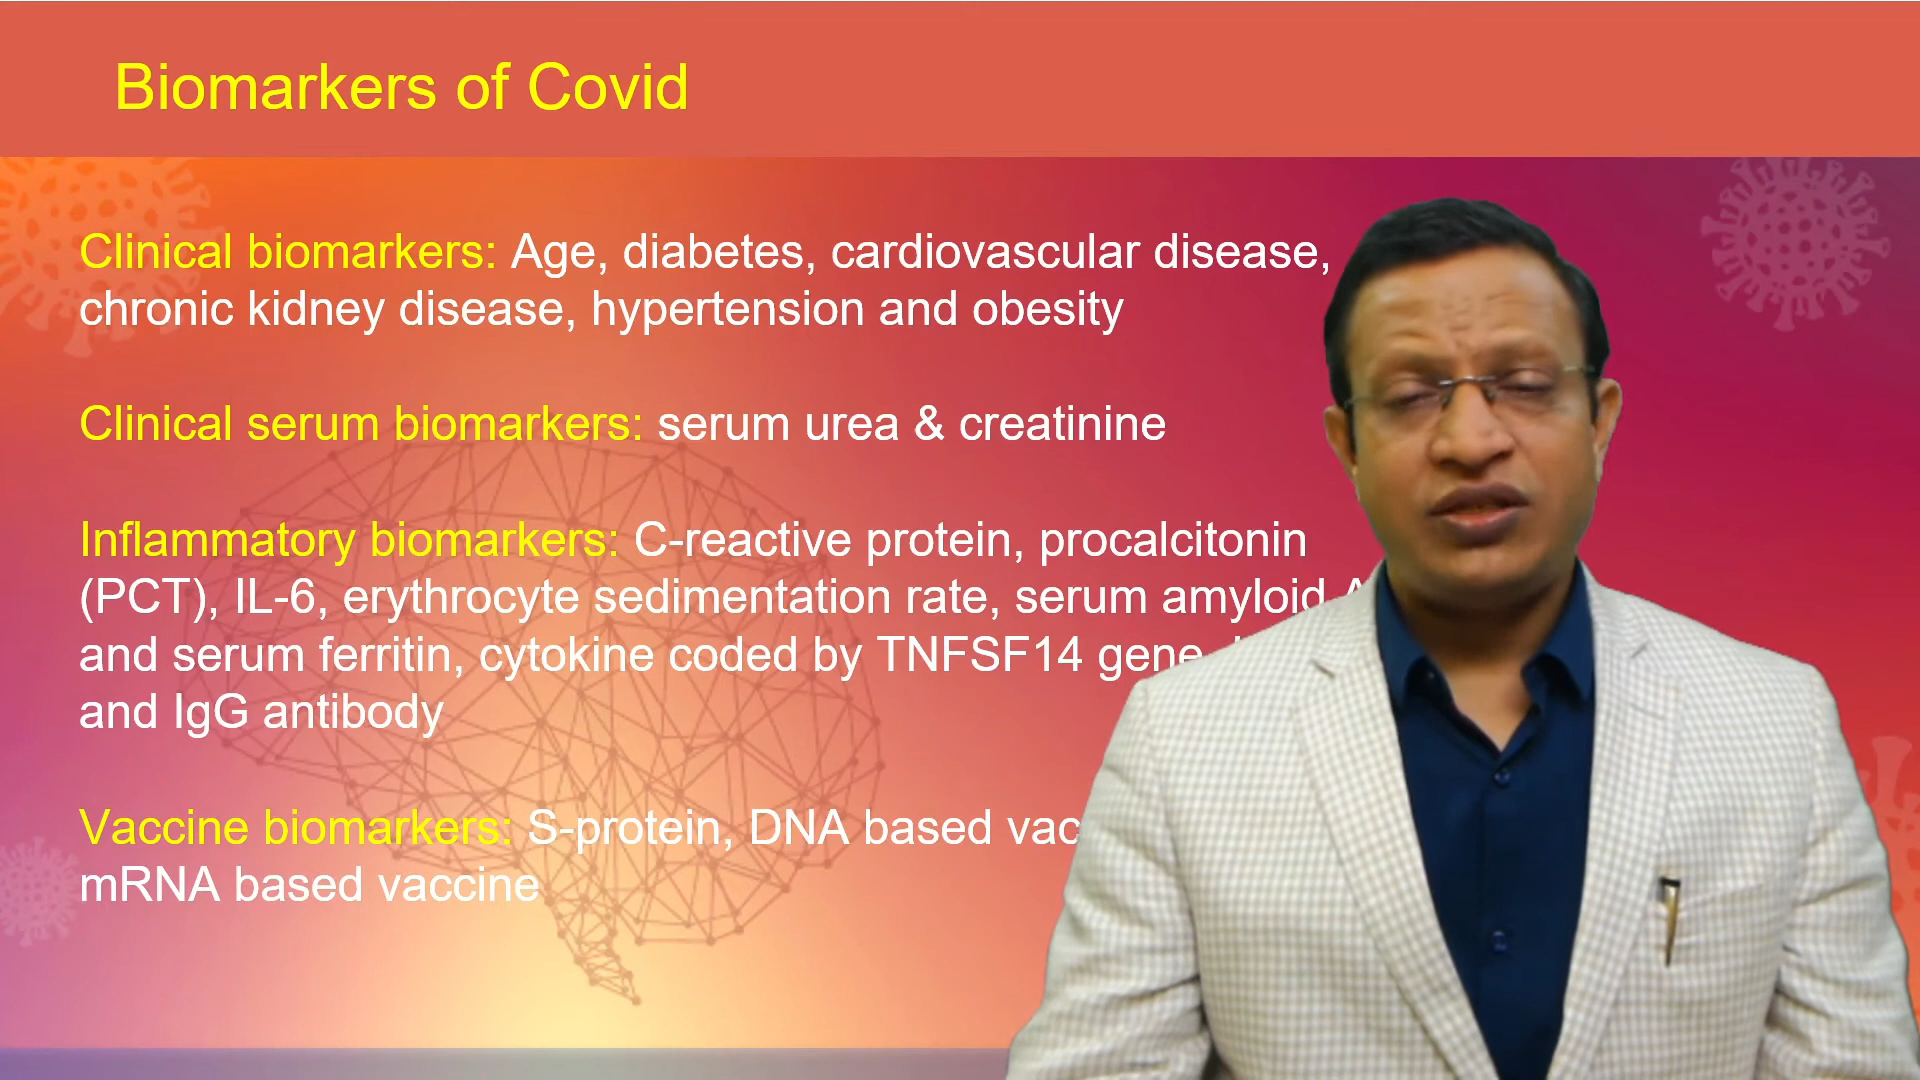 Biomarkers of Covid
Clinical biomarkers: Age, diabetes, cardiovascular disease,
chronic kidney disease, hypertension and obesity
Clinical serum biomarkers: serum urea & creatinine
Inflammatory biomarkers: C-reactive protein, procalcitonin
(PCT), IL-6, erythrocyte sedimentation rate, serum amyloid
and serum ferritin, cytokine coded by TNFSF14 gene
and IgG antibody
Vaccine biomarkers: S-protein, DNA based
mRNA based vaccine